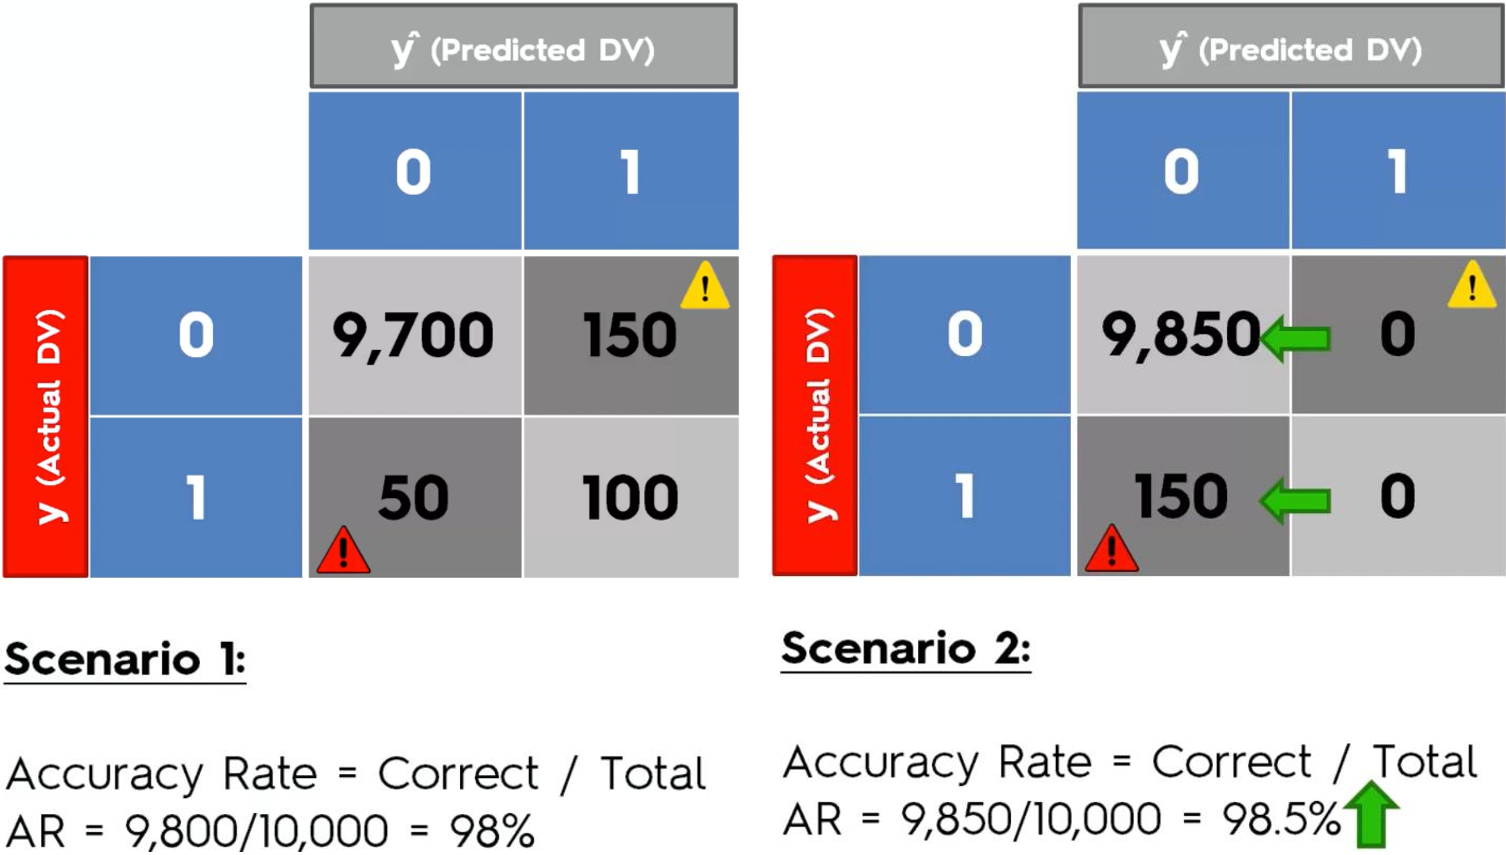 ŷ (Predicted DV)
0 1
y (Actual DV)
0 9,700 150 !
1 50 100
!
Scenario 1:
Accuracy Rate = Correct / Total
AR = 9,800/10,000 = 98%
ŷ (Predicted DV)
0 1
y (Actual DV)
0 9,850 0 !
1 150 0
!
Scenario 2:
Accuracy Rate = Correct / Total
AR = 9,850/10,000 = 98.5%